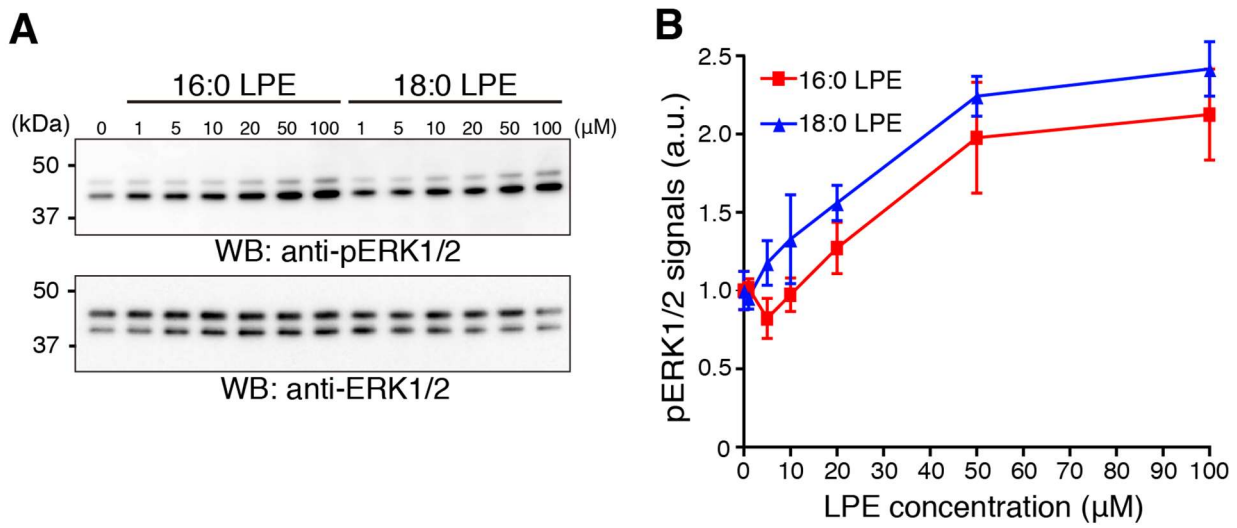 A
16:0 LPE 18:0 LPE
(kDa) 0 1 5 10 20 50 100 1 5 10 20 50 100 (μM)
50
37
WB: anti-pERK1/2
50
37
WB: anti-ERK1/2
B
pERK1/2 signals (a.u.)
2.5
2.0
1.5
1.0
0.5
0
16:0 LPE
18:0 LPE
0 10 20 30 40 50 60 70 80 90 100
LPE concentration (μM)